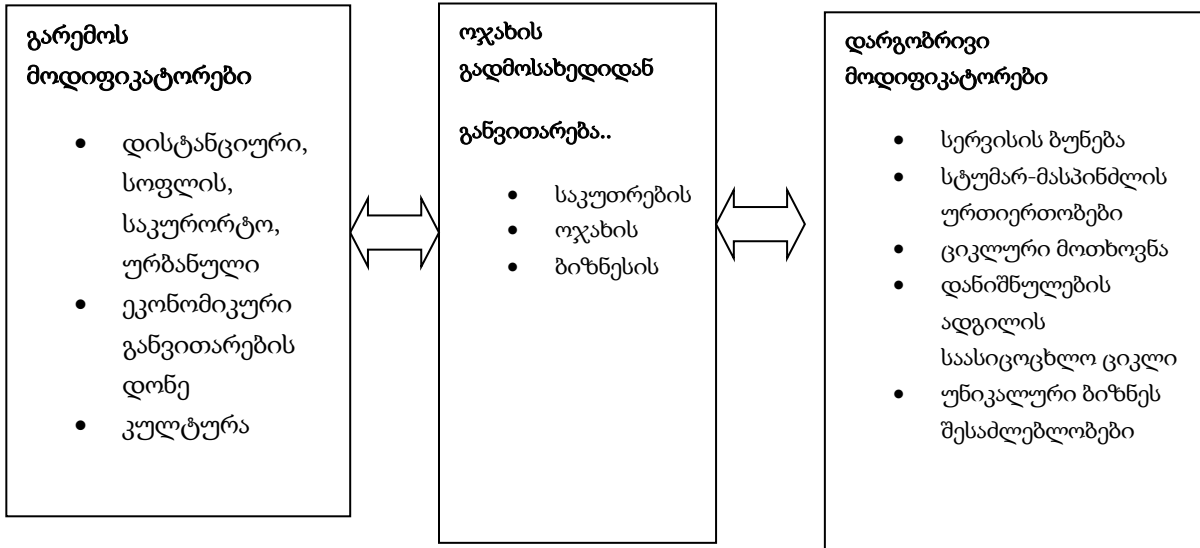 გარემოს
მოდიფიკატორები
• დისტანციური,
სოფლის,
საკურორტო,
ურბანული
• ეკონომიკური
განვითარების
დონე
• კულტურა
ოჯახის
გადმოსახედიდან
განვითარება..
• საკუთრების
• ოჯახის
• ბიზნესის
დარგობრივი
მოდიფიკატორები
• სერვისის ბუნება
• სტუმარ-მასპინძლის
ურთიერთობები
• ციკლური მოთხოვნა
• დანიშნულების
ადგილის
საასიცოცხლო ციკლი
• უნიკალური ბიზნეს
შესაძლებლობები